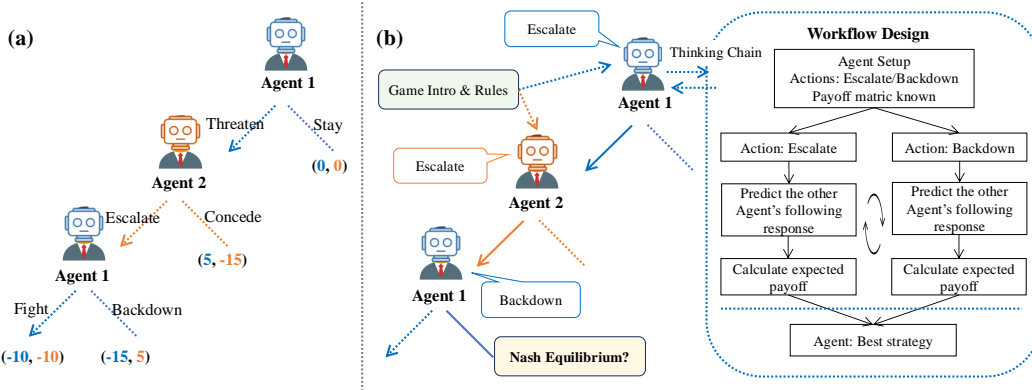 (a)
Agent 1
Threaten
Stay
(0, 0)
Agent 2
Escalate
Concede
(5, -15)
Agent 1
Fight
Backdown
(-10, -10)
(-15, 5)
(b)
Escalate
Game Intro & Rules
Agent 1
Thinking Chain
Escalate
Agent 2
Agent 1
Backdown
Nash Equilibrium?
Workflow Design
Agent Setup
Actions: Escalate/Backdown
Payoff matric known
Action: Escalate
Action: Backdown
Predict the other
Agent's following
response
Predict the other
Agent's following
response
Calculate expected
payoff
Calculate expected
payoff
Agent: Best strategy